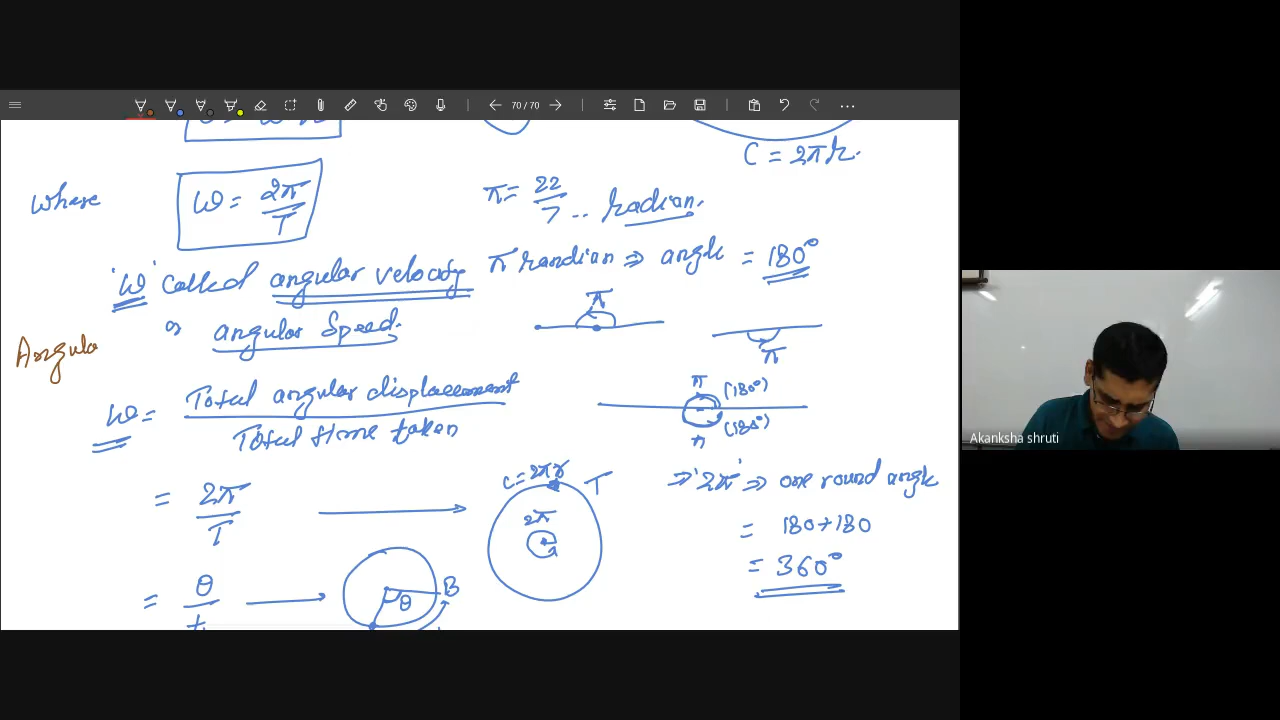 70 / 70
C = 2πr.
where
ω = 2π/T
π = 22/7 .. radian.
'ω' called angular velocity
π randian ⇒ angle = 180°
or angular speed.
π
π
Angula
ω = Total angular displacement / Total time taken
π (180°)
π (180°)
= 2π/T
C = 2πr
T
2π
⇒ '2π' ⇒ one round angle
= 180+180
= 360°
= θ/t
θ
B
Akanksha shruti